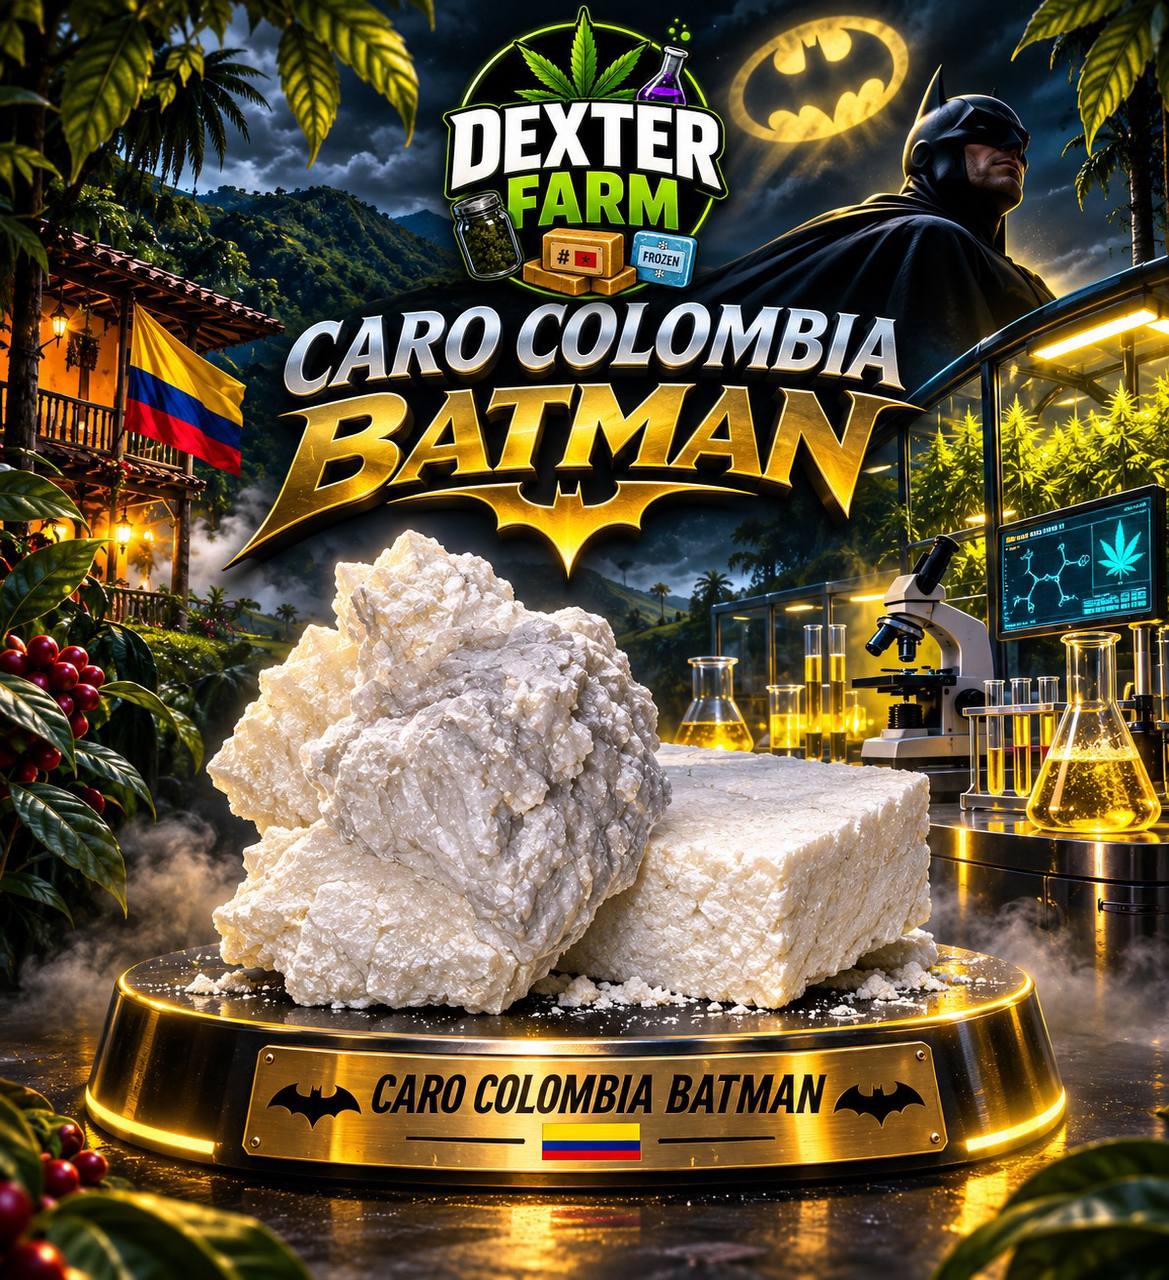 DEXTER
FARM
#
FROZEN
CARO COLOMBIA
BATMAN
CARO COLOMBIA BATMAN